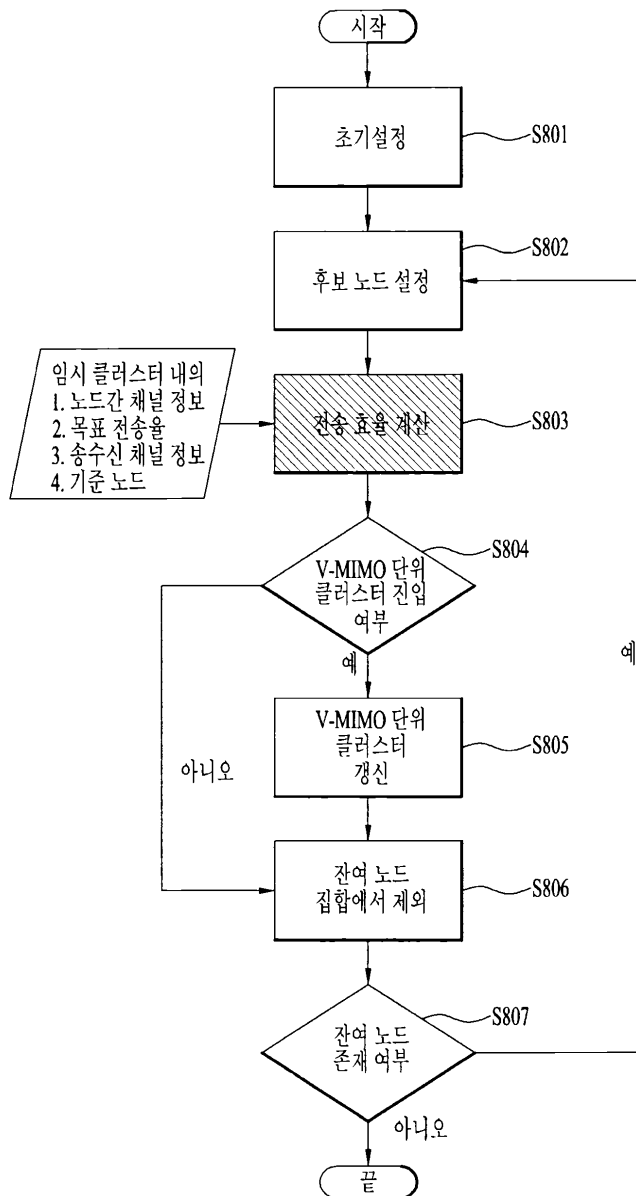 시작
초기설정
S801
S802
후보 노드 설정
임시 클러스터 내의
1. 노드간 채널 정보
2. 목표 전송율
3. 송수신 채널 정보
4. 기준 노드
전송 효율 계산
S803
S804
V-MIMO 단위
클러스터 진입
여부
예
예
V-MIMO 단위
클러스터
갱신
S805
아니오
잔여 노드
집합에서 제외
S806
S807
잔여 노드
존재 여부
아니오
끝